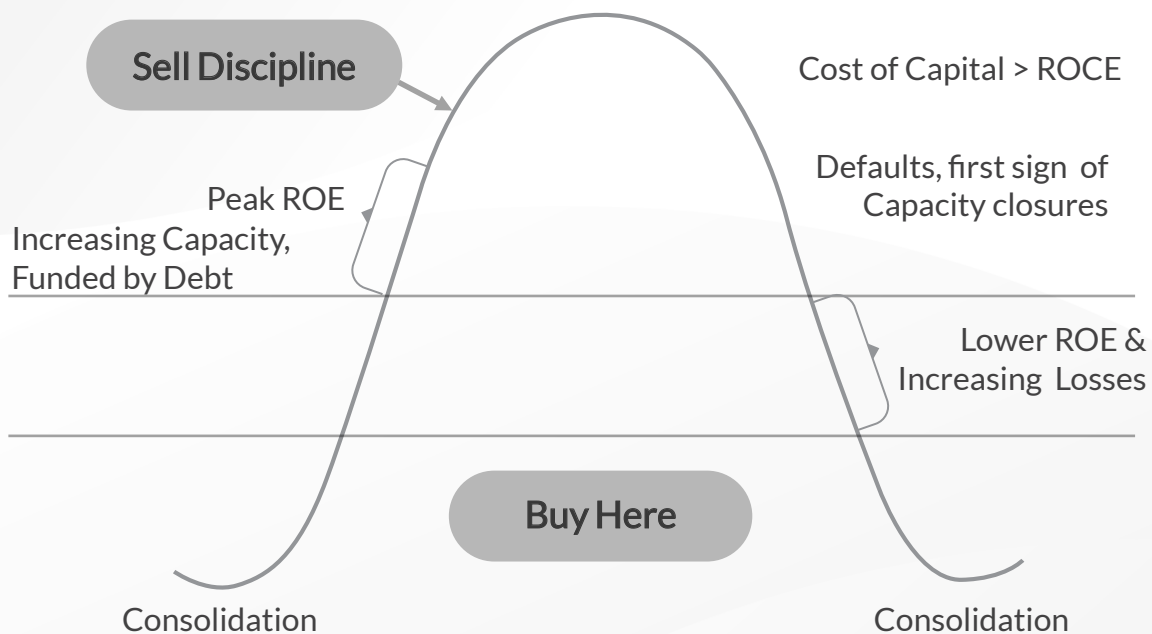 Sell Discipline
Cost of Capital > ROCE
Defaults, first sign of
Capacity closures
Peak ROE
Increasing Capacity,
Funded by Debt
Lower ROE &
Increasing Losses
Buy Here
Consolidation
Consolidation